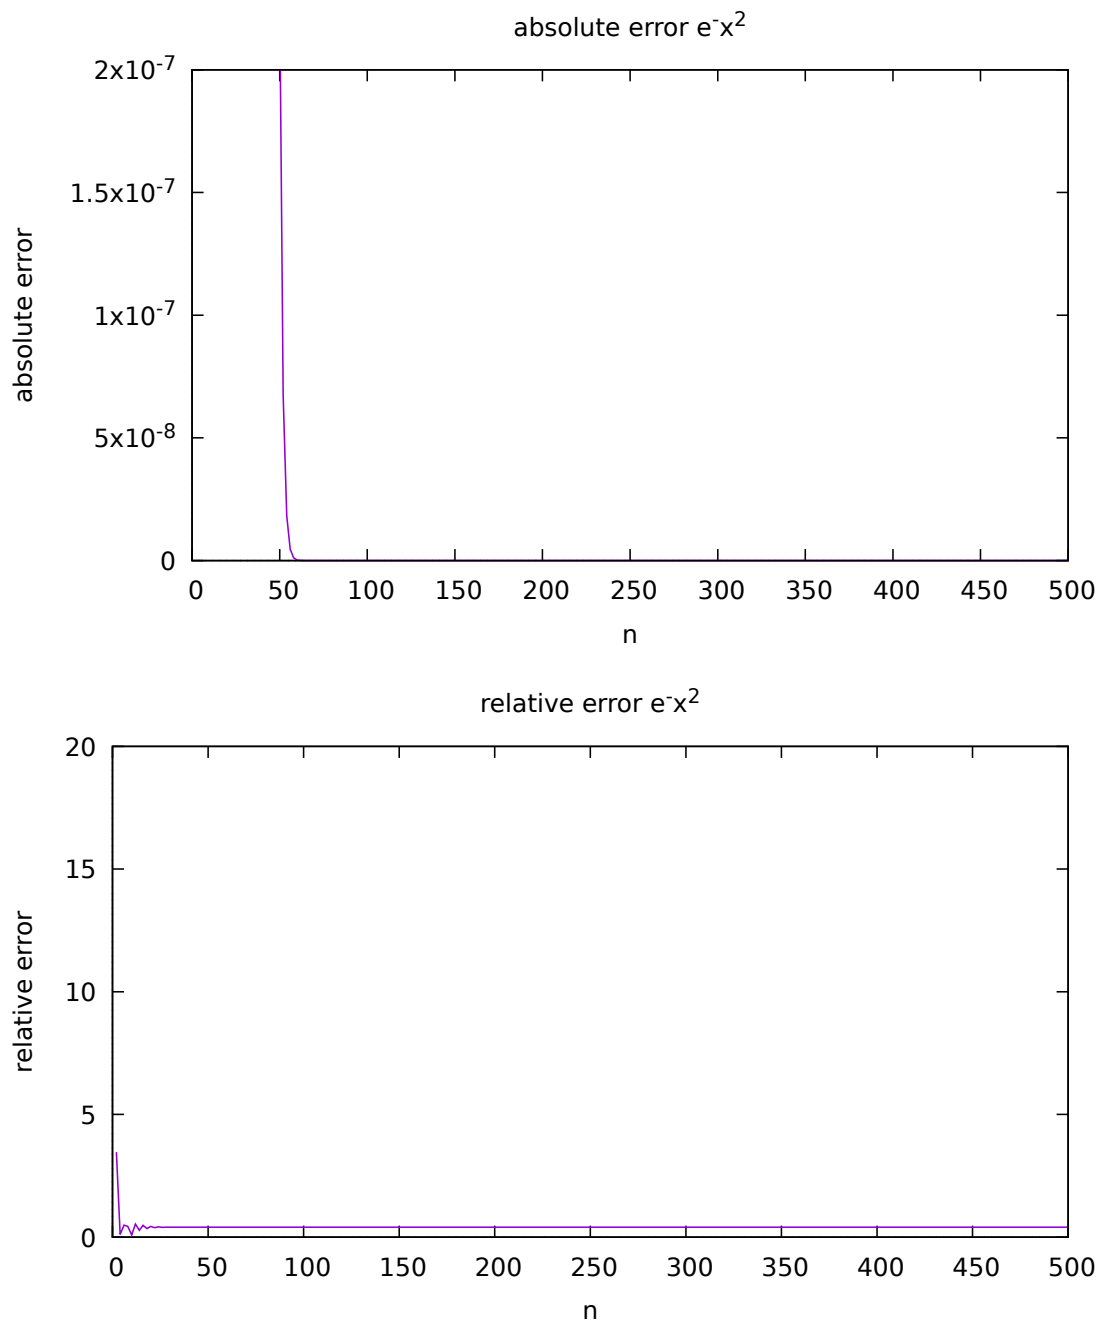 absolute error e⁻x²
2x10⁻⁷
1.5x10⁻⁷
1x10⁻⁷
5x10⁻⁸
0
absolute error
0 50 100 150 200 250 300 350 400 450 500
n
relative error e⁻x²
20
15
10
5
0
relative error
0 50 100 150 200 250 300 350 400 450 500
n